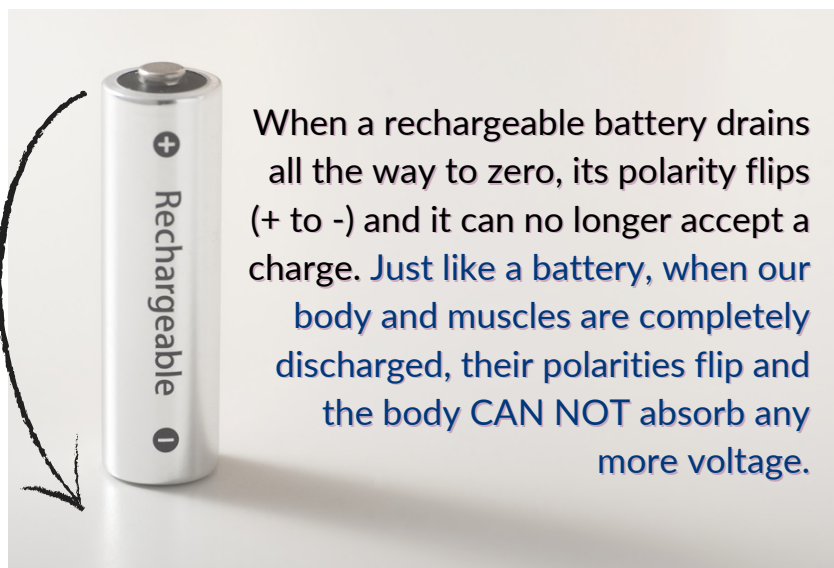 When a rechargeable battery drains
all the way to zero, its polarity flips
(+ to -) and it can no longer accept a
charge. Just like a battery, when our
body and muscles are completely
discharged, their polarities flip and
the body CAN NOT absorb any
more voltage.
+
Rechargeable
-